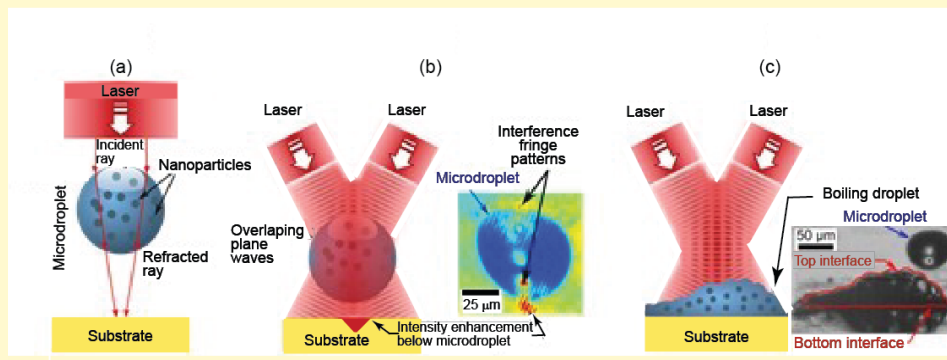 (a)
Laser
Incident
ray
Nanoparticles
Microdroplet
Refracted
ray
Substrate
(b)
Laser
Laser
Interference
fringe
patterns
Microdroplet
Overlaping
plane
waves
25 µm
Substrate
Intensity enhancement
below microdroplet
(c)
Laser
Laser
Boiling droplet
Microdroplet
50 µm
Top interface
Substrate
Bottom interface